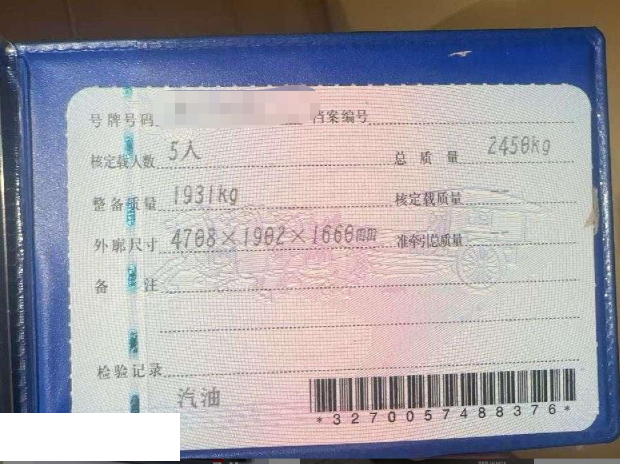 号牌号码 档案编号
核定载人数 5人 总质量 2450kg
整备质量 1931kg 核定载质量 --
外廓尺寸 4708×1902×1660mm 准牵引总质量 --
备注
检验记录
汽油
*3270057488376*